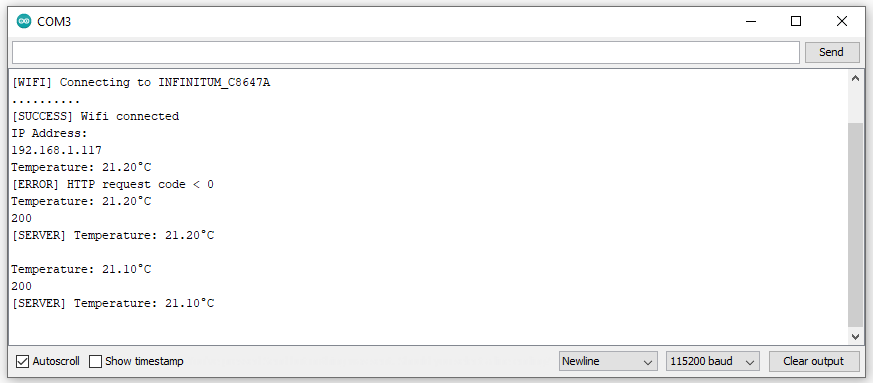 COM3
Send
[WIFI] Connecting to INFINITUM_C8647A
..........
[SUCCESS] Wifi connected
IP Address:
192.168.1.117
Temperature: 21.20°C
[ERROR] HTTP request code < 0
Temperature: 21.20°C
200
[SERVER] Temperature: 21.20°C
Temperature: 21.10°C
200
[SERVER] Temperature: 21.10°C
Autoscroll Show timestamp Newline 115200 baud Clear output